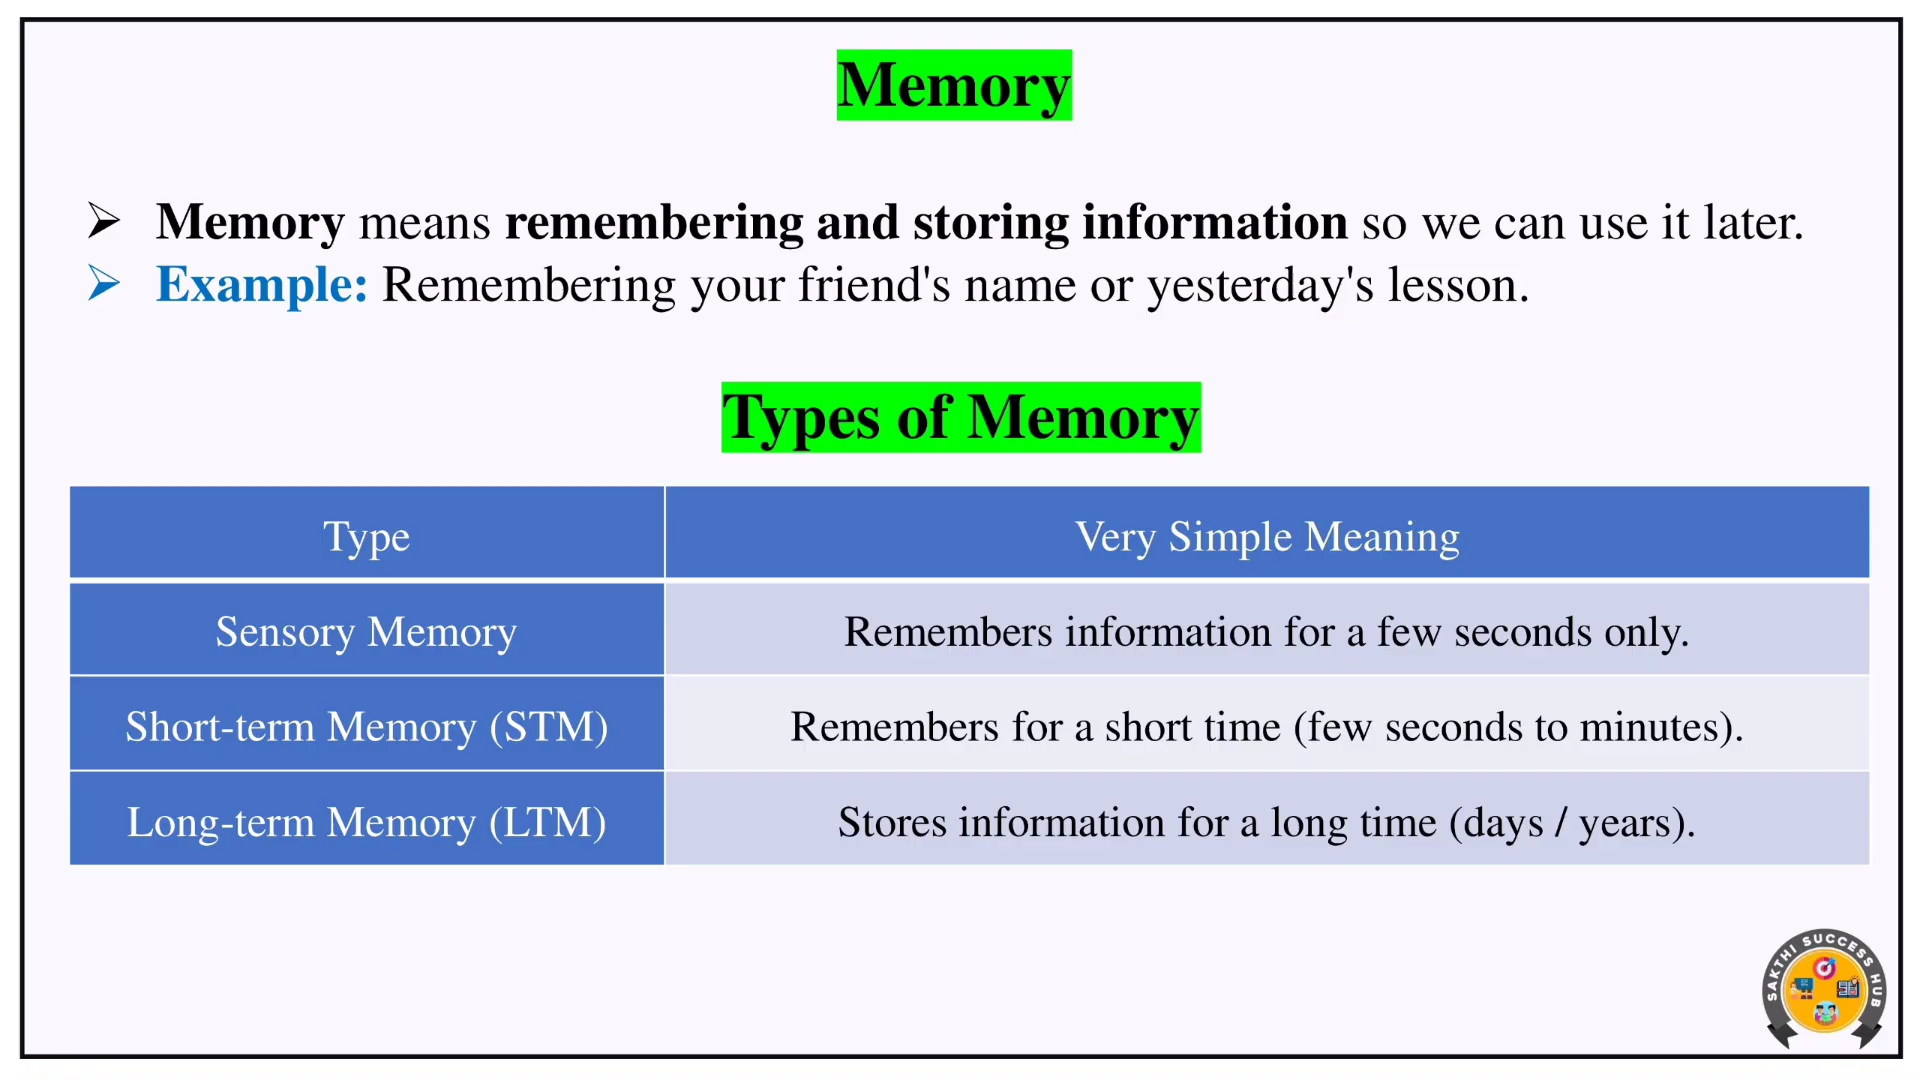 Memory
➢ Memory means remembering and storing information so we can use it later.
➢ Example: Remembering your friend's name or yesterday's lesson.
Types of Memory
Type Very Simple Meaning
Sensory Memory Remembers information for a few seconds only.
Short-term Memory (STM) Remembers for a short time (few seconds to minutes).
Long-term Memory (LTM) Stores information for a long time (days / years).
SAKTHI SUCCESS HUB